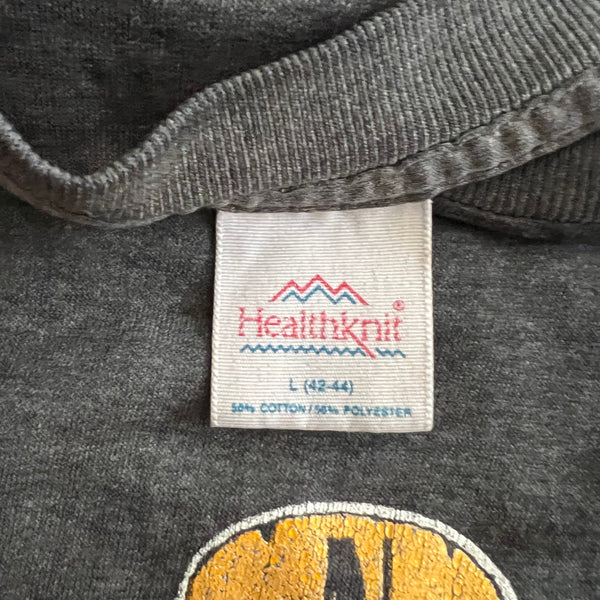 Healthknit®
L (42-44)
50% COTTON/50% POLYESTER